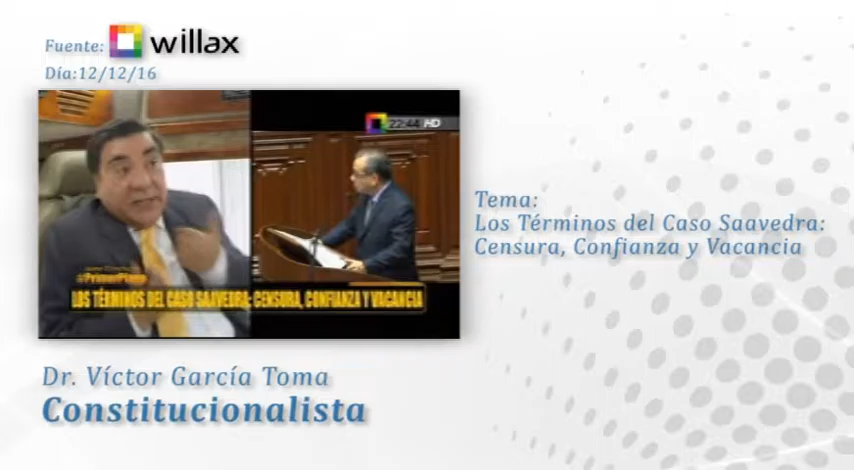 Fuente: willax
Día:12/12/16
22:44 HD
#PrimerPlano
LOS TÉRMINOS DEL CASO SAAVEDRA: CENSURA, CONFIANZA Y VACANCIA
Tema:
Los Términos del Caso Saavedra:
Censura, Confianza y Vacancia
Dr. Víctor García Toma
Constitucionalista